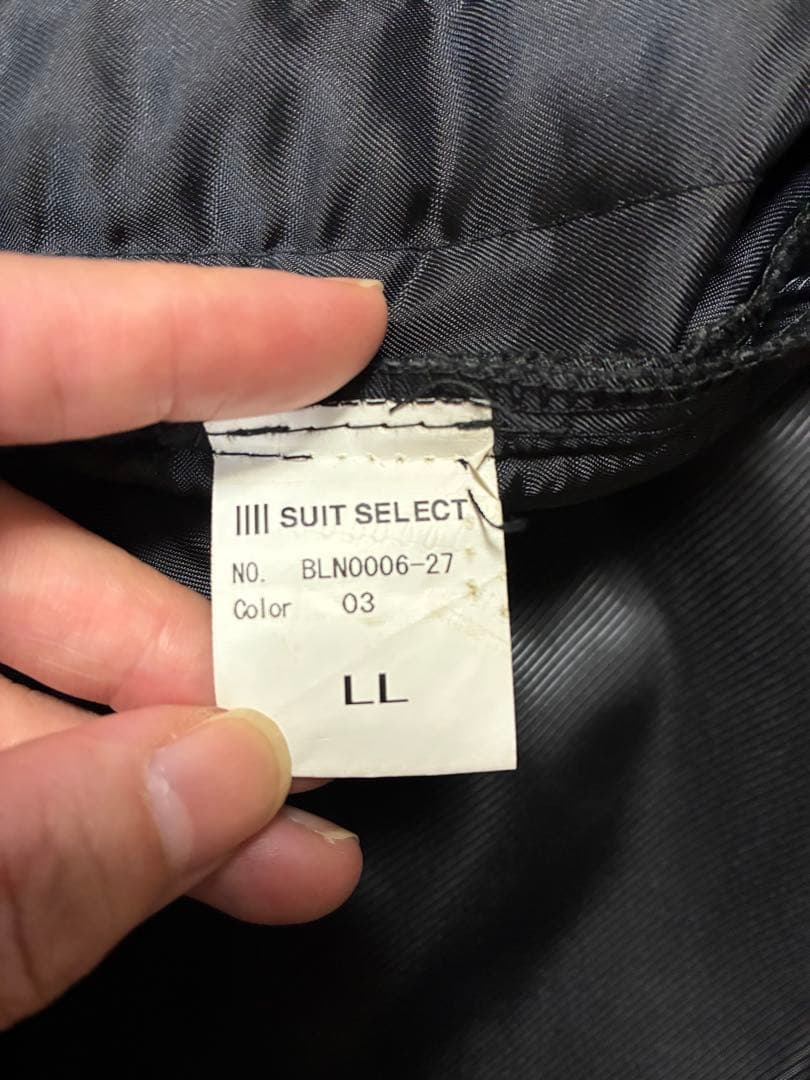 SUIT SELECT
NO. BLN0006-27
Color 03
LL